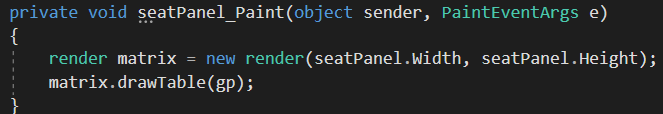 private void seatPanel_Paint(object sender, PaintEventArgs e)
{
render matrix = new render(seatPanel.Width, seatPanel.Height);
matrix.drawTable(gp);
}